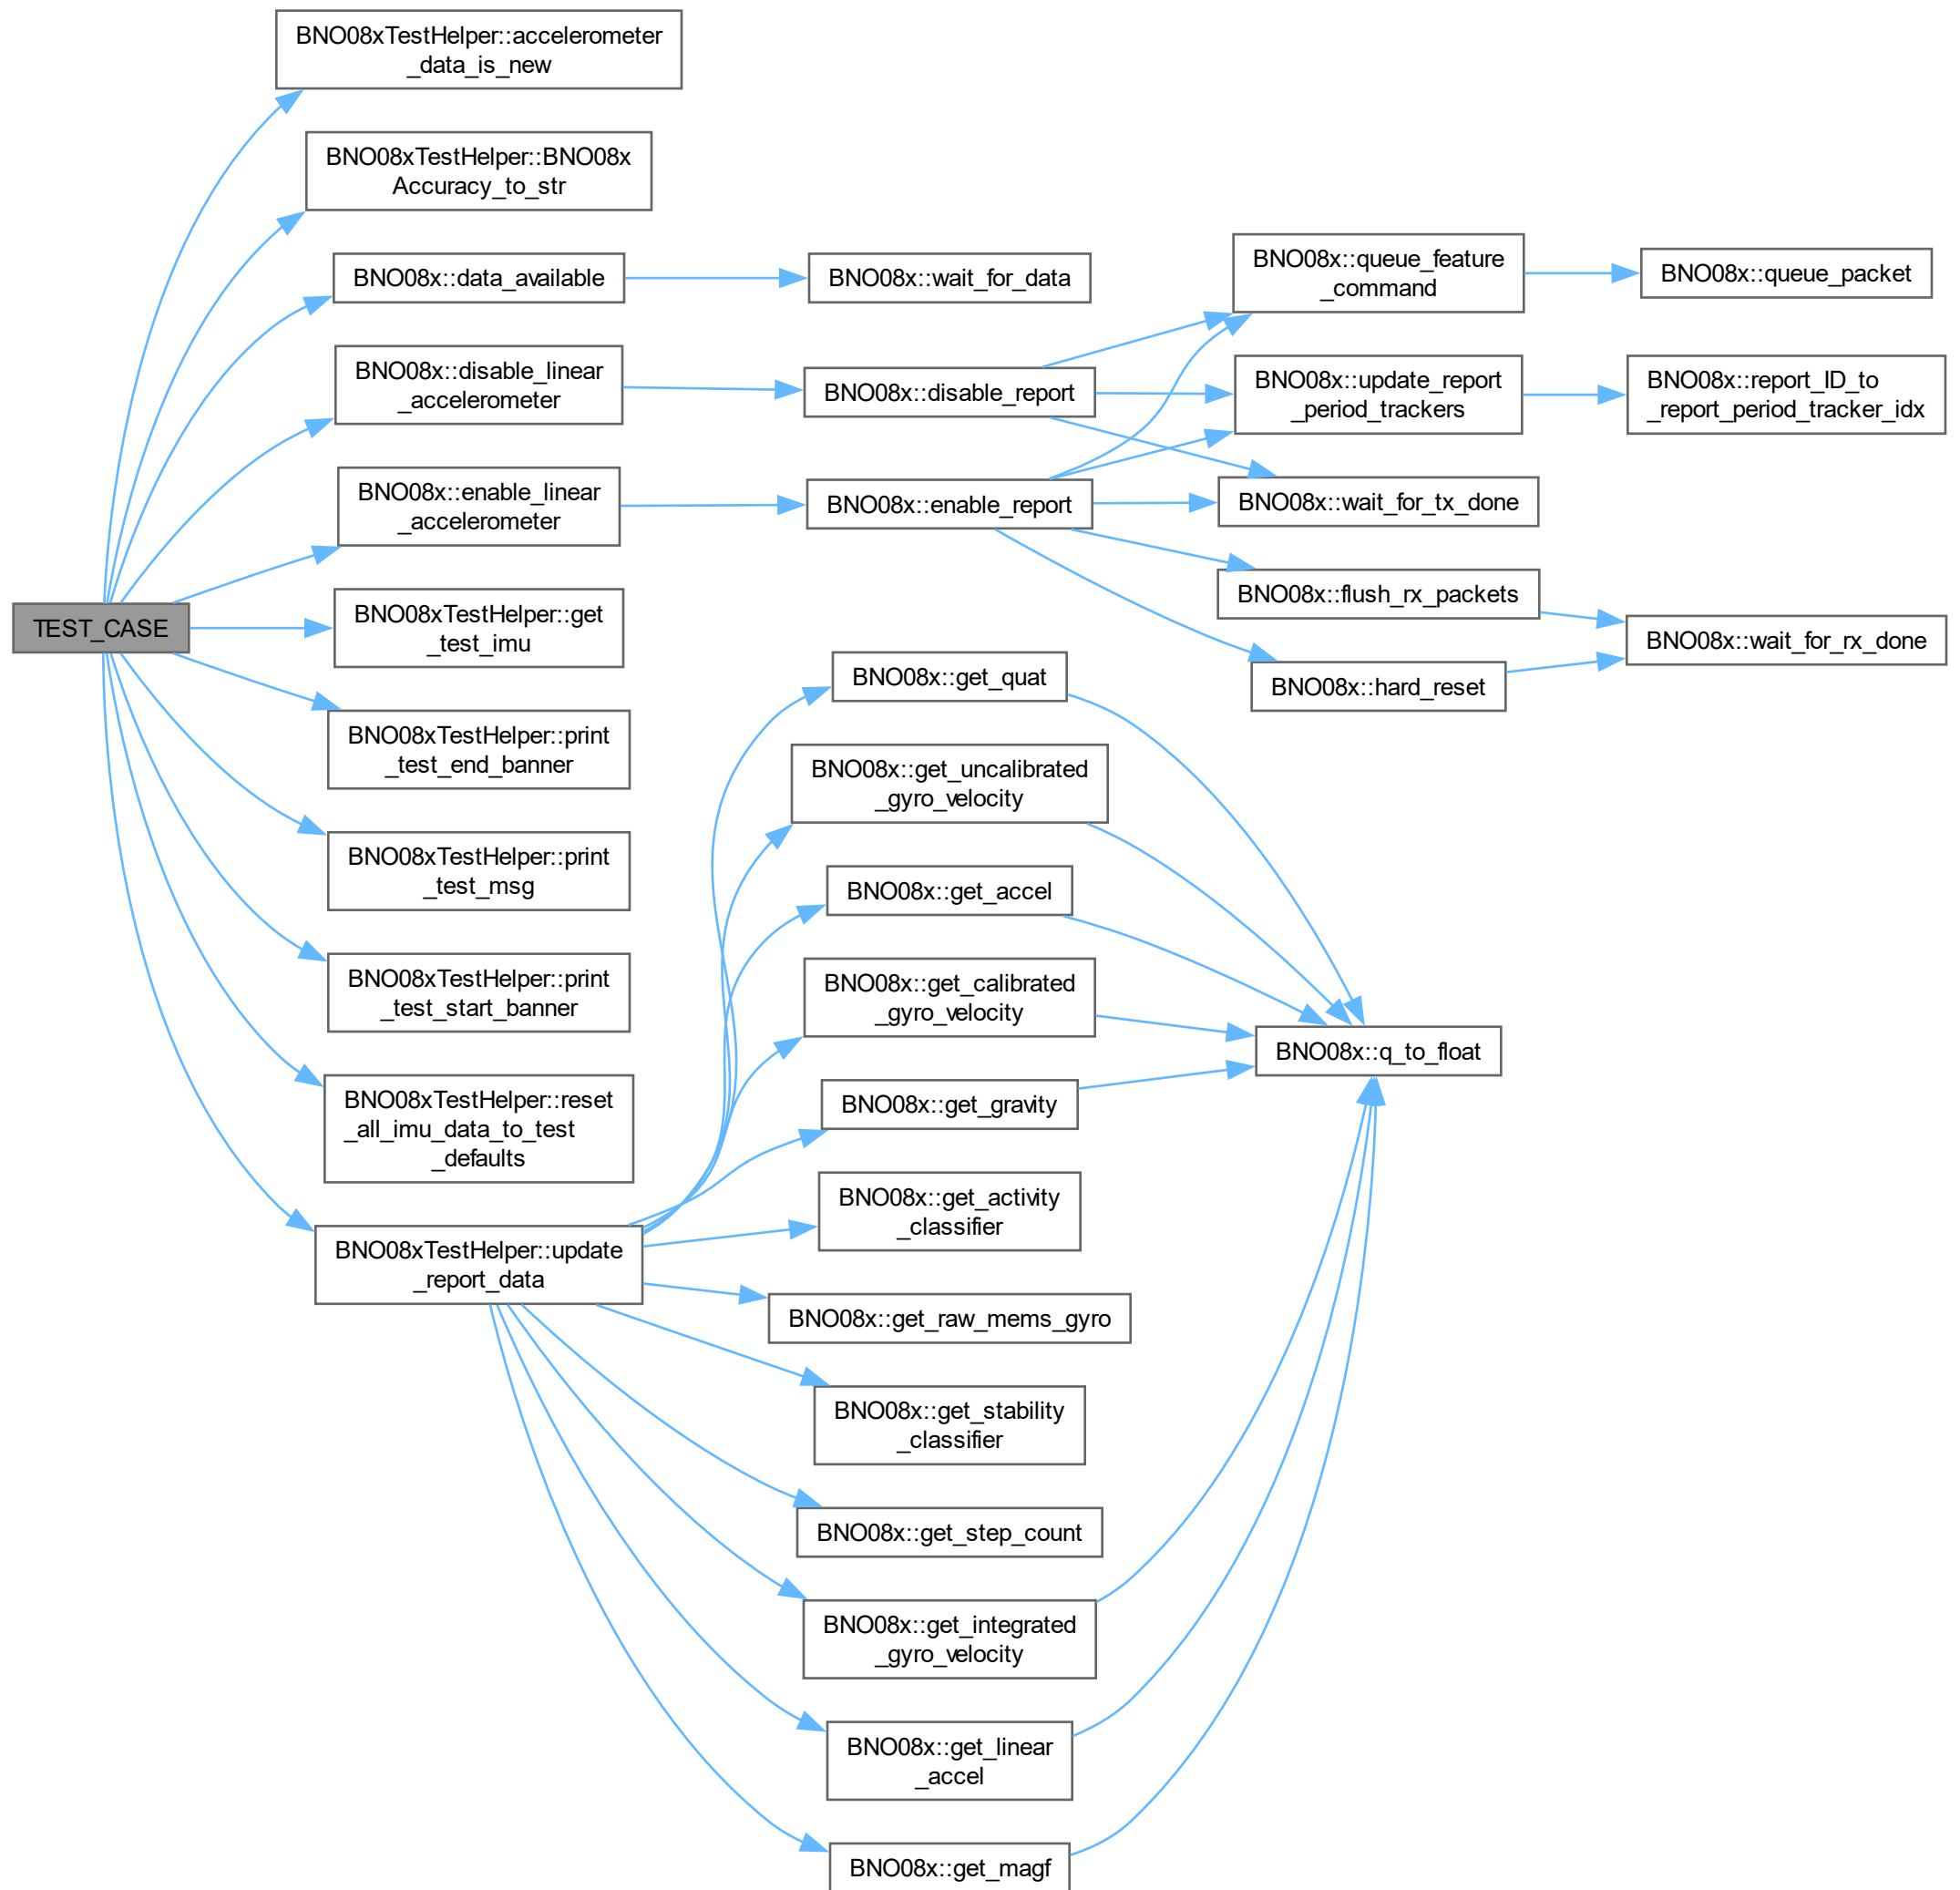 BNO08xTestHelper::accelerometer
_data_is_new
BNO08xTestHelper::BNO08x
Accuracy_to_str
BNO08x::data_available
BNO08x::wait_for_data
BNO08x::queue_feature
_command
BNO08x::queue_packet
BNO08x::disable_linear
_accelerometer
BNO08x::disable_report
BNO08x::update_report
_period_trackers
BNO08x::report_ID_to
_report_period_tracker_idx
BNO08x::enable_linear
_accelerometer
BNO08x::enable_report
BNO08x::wait_for_tx_done
BNO08x::flush_rx_packets
BNO08x::wait_for_rx_done
BNO08x::hard_reset
TEST_CASE
BNO08xTestHelper::get
_test_imu
BNO08xTestHelper::print
_test_end_banner
BNO08xTestHelper::print
_test_msg
BNO08xTestHelper::print
_test_start_banner
BNO08xTestHelper::reset
_all_imu_data_to_test
_defaults
BNO08xTestHelper::update
_report_data
BNO08x::get_quat
BNO08x::get_uncalibrated
_gyro_velocity
BNO08x::get_accel
BNO08x::get_calibrated
_gyro_velocity
BNO08x::q_to_float
BNO08x::get_gravity
BNO08x::get_activity
_classifier
BNO08x::get_raw_mems_gyro
BNO08x::get_stability
_classifier
BNO08x::get_step_count
BNO08x::get_integrated
_gyro_velocity
BNO08x::get_linear
_accel
BNO08x::get_magf